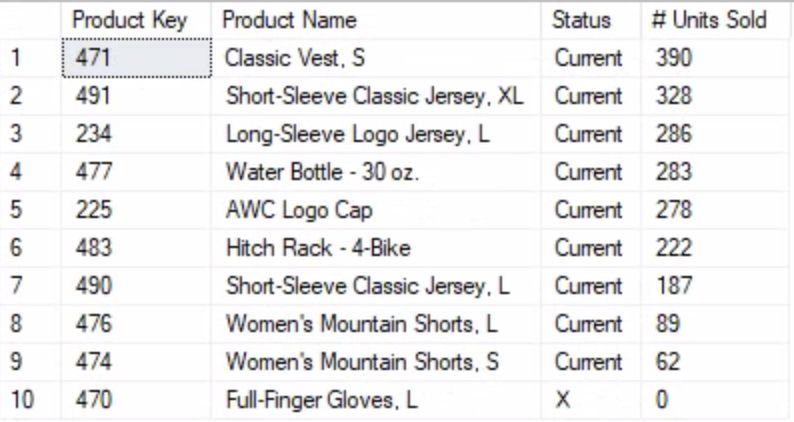 Product Key Product Name Status # Units Sold
1 471 Classic Vest, S Current 390
2 491 Short-Sleeve Classic Jersey, XL Current 328
3 234 Long-Sleeve Logo Jersey, L Current 286
4 477 Water Bottle - 30 oz. Current 283
5 225 AWC Logo Cap Current 278
6 483 Hitch Rack - 4-Bike Current 222
7 490 Short-Sleeve Classic Jersey, L Current 187
8 476 Women's Mountain Shorts, L Current 89
9 474 Women's Mountain Shorts, S Current 62
10 470 Full-Finger Gloves, L X 0